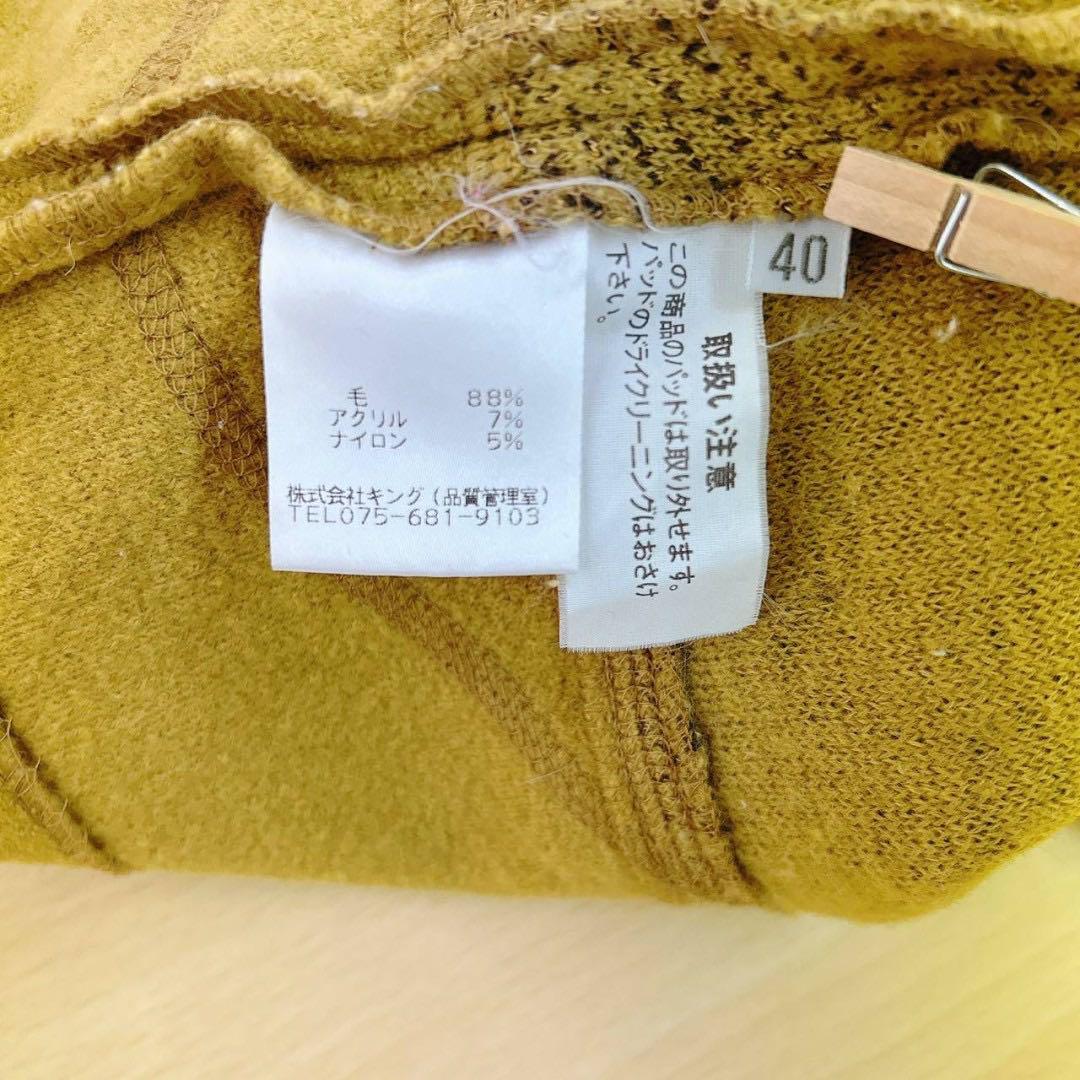 毛 88%
アクリル 7%
ナイロン 5%
株式会社キング(品質管理室)
TEL075-681-9103
取扱い注意
この商品のパッドは取り外せます。
パッドのドライクリーニングはおさけ
下さい。
40